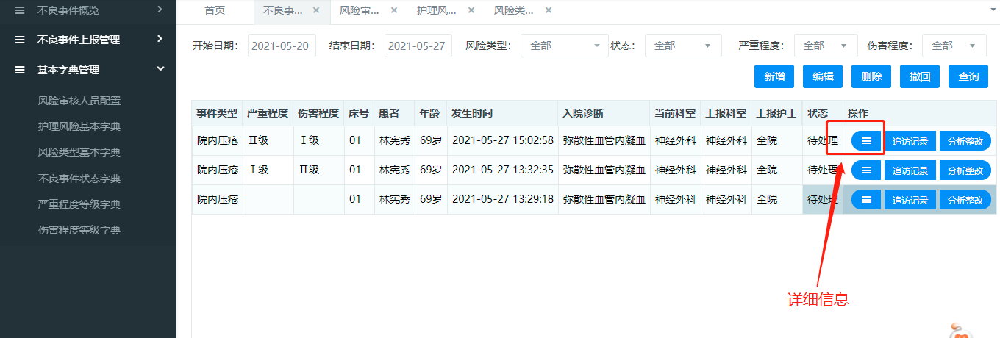 不良事件概览
不良事件上报管理
基本字典管理
风险审核人员配置
护理风险基本字典
风险类型基本字典
不良事件状态字典
严重程度等级字典
伤害程度等级字典
首页 不良事... 风险审... 护理风... 风险类...
开始日期： 2021-05-20 结束日期： 2021-05-27 风险类型： 全部 状态： 全部 严重程度： 全部 伤害程度： 全部
新增 编辑 删除 撤回 查询
事件类型 严重程度 伤害程度 床号 患者 年龄 发生时间 入院诊断 当前科室 上报科室 上报护士 状态 操作
院内压疮 Ⅱ级 Ⅰ级 01 林宪秀 69岁 2021-05-27 15:02:58 弥散性血管内凝血 神经外科 神经外科 全院 待处理 追访记录 分析整改
院内压疮 Ⅰ级 Ⅱ级 01 林宪秀 69岁 2021-05-27 13:32:35 弥散性血管内凝血 神经外科 神经外科 全院 待处理 追访记录 分析整改
院内压疮 01 林宪秀 69岁 2021-05-27 13:29:18 弥散性血管内凝血 神经外科 神经外科 全院 待处理 追访记录 分析整改
详细信息